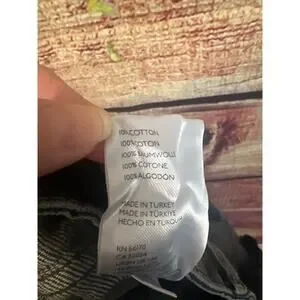 100% COTTON
100% COTON
100% BAUMWOLLE
100% COTONE
100% ALGODÓN
MADE IN TURKEY
MADE IN TÜRKIYE
HECHO EN TURQUÍA
RN 66170